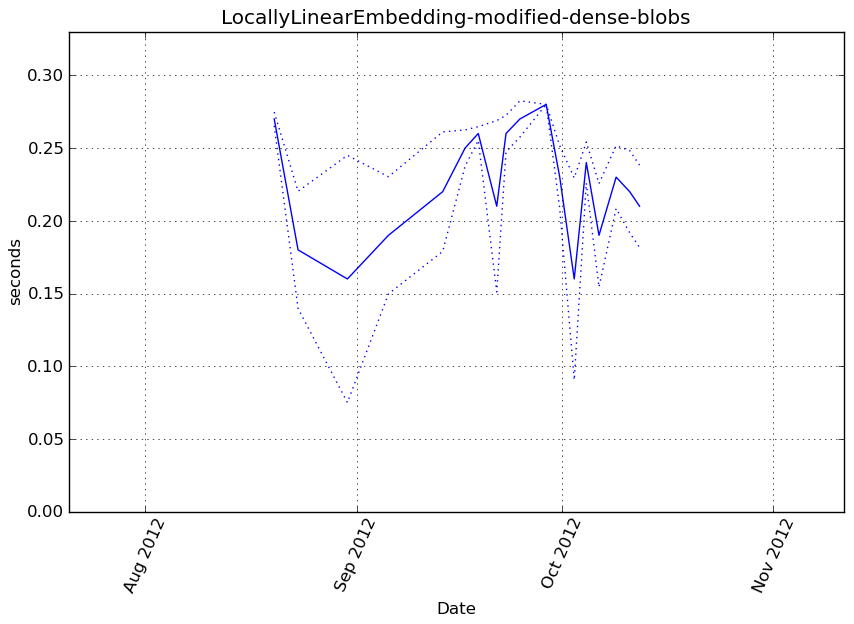 LocallyLinearEmbedding-modified-dense-blobs
0.30
0.25
0.20
0.15
0.10
0.05
0.00
seconds
Aug 2012
Sep 2012
Oct 2012
Nov 2012
Date